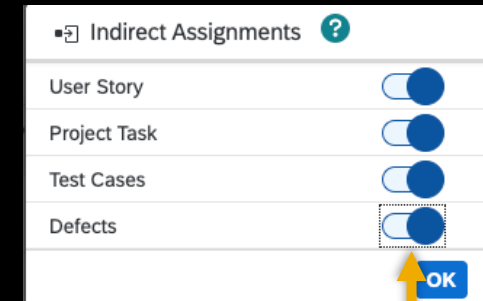 Indirect Assignments ?
User Story
Project Task
Test Cases
Defects
OK